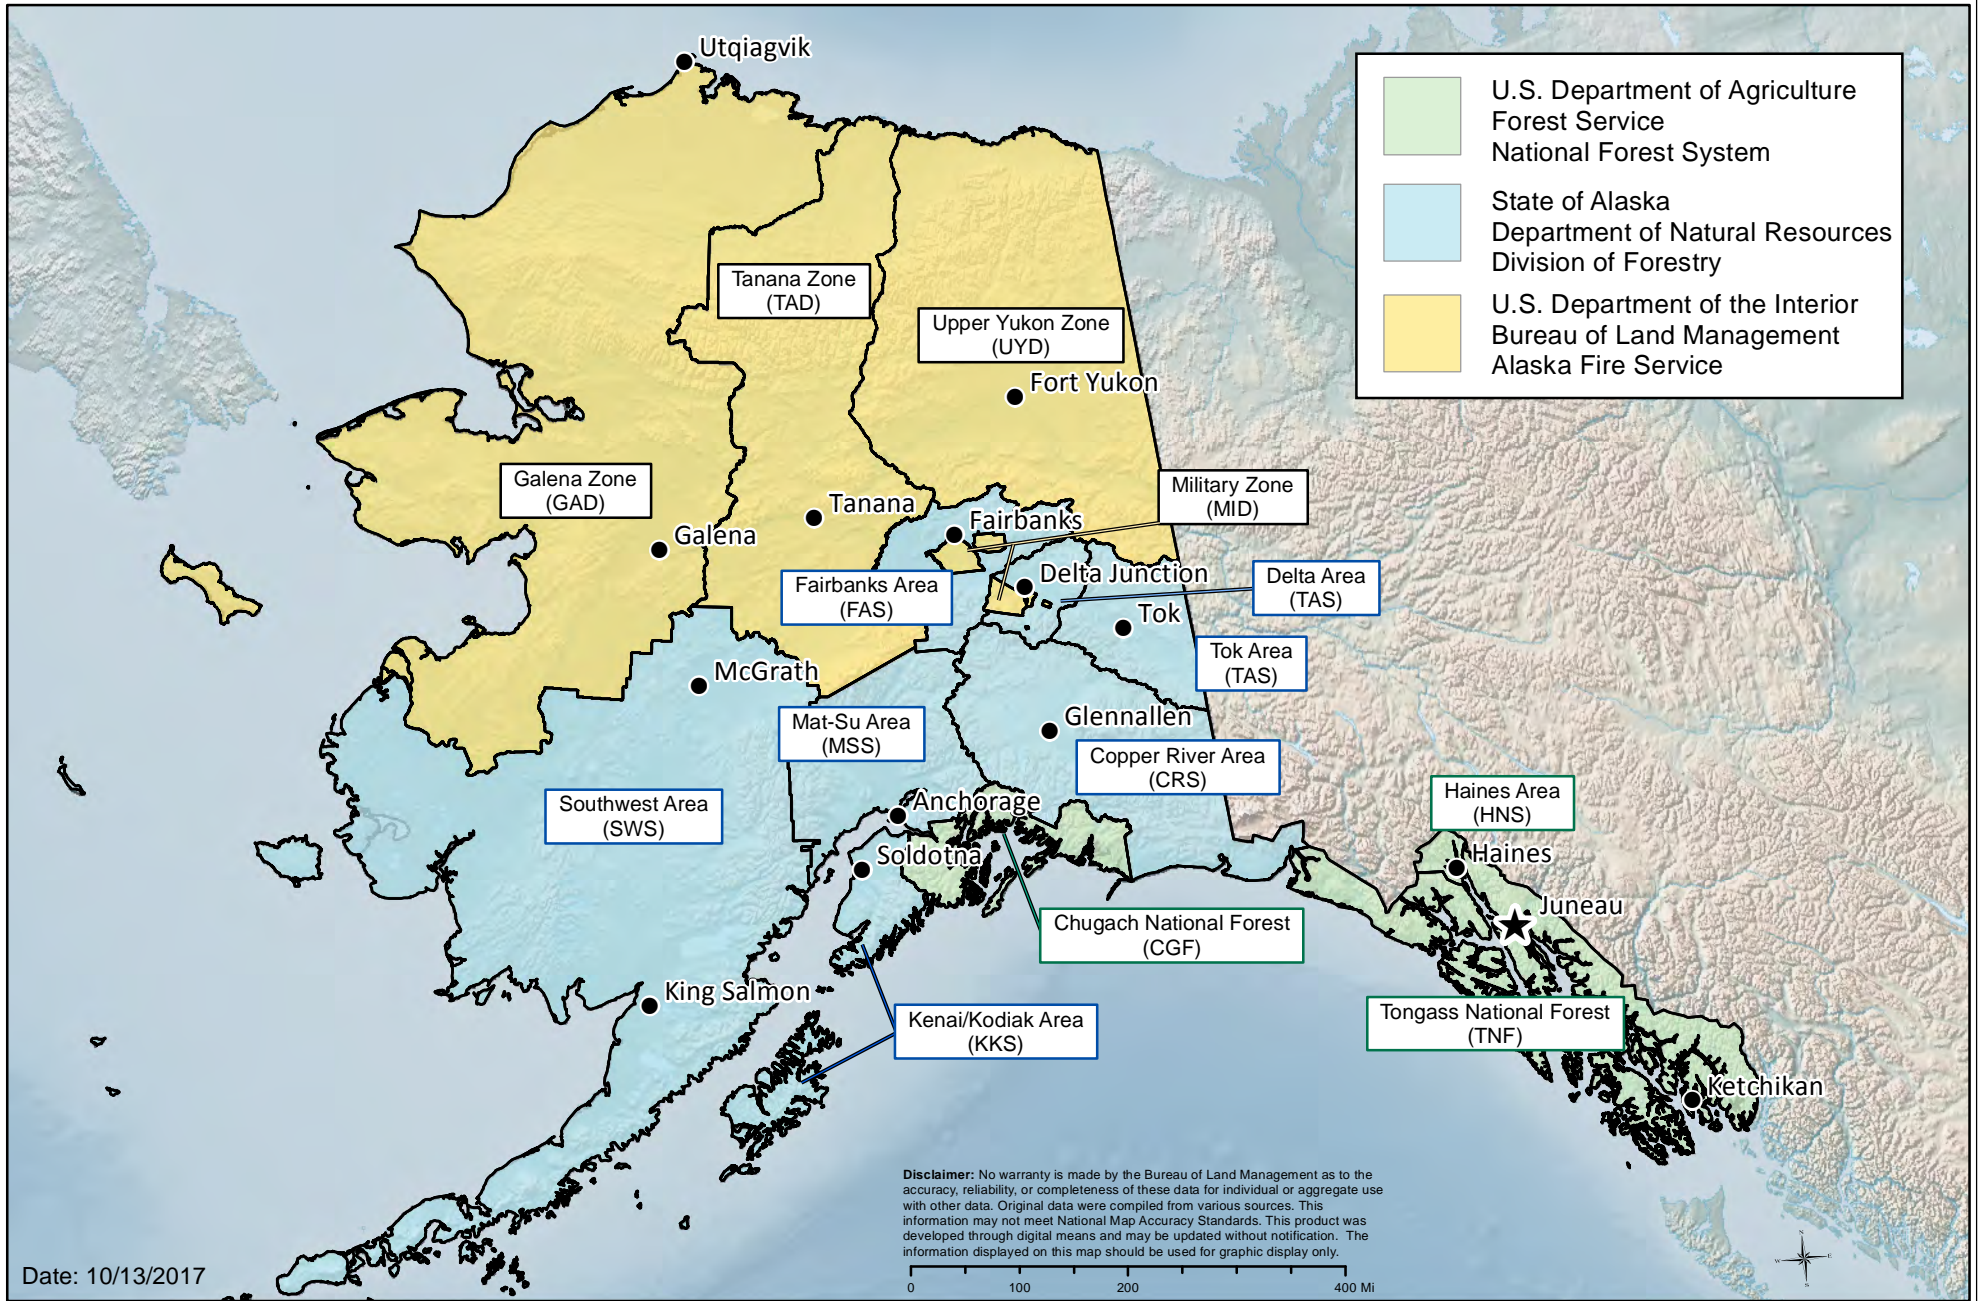 Utqiagvik
U.S. Department of Agriculture
Forest Service
National Forest System
State of Alaska
Department of Natural Resources
Division of Forestry
U.S. Department of the Interior
Bureau of Land Management
Alaska Fire Service
Tanana Zone
(TAD)
Upper Yukon Zone
(UYD)
Fort Yukon
Galena Zone
(GAD)
Military Zone
(MID)
Tanana
Fairbanks
Galena
Fairbanks Area
(FAS)
Delta Junction
Delta Area
(TAS)
Tok
Tok Area
(TAS)
McGrath
Mat-Su Area
(MSS)
Glennallen
Copper River Area
(CRS)
Southwest Area
(SWS)
Anchorage
Haines Area
(HNS)
Soldotna
Haines
Chugach National Forest
(CGF)
Juneau
King Salmon
Kenai/Kodiak Area
(KKS)
Tongass National Forest
(TNF)
Ketchikan
Disclaimer: No warranty is made by the Bureau of Land Management as to the
accuracy, reliability, or completeness of these data for individual or aggregate use
with other data. Original data were compiled from various sources. This
information may not meet National Map Accuracy Standards. This product was
developed through digital means and may be updated without notification. The
information displayed on this map should be used for graphic display only.
0 100 200 400 Mi
Date: 10/13/2017
N
W E
S